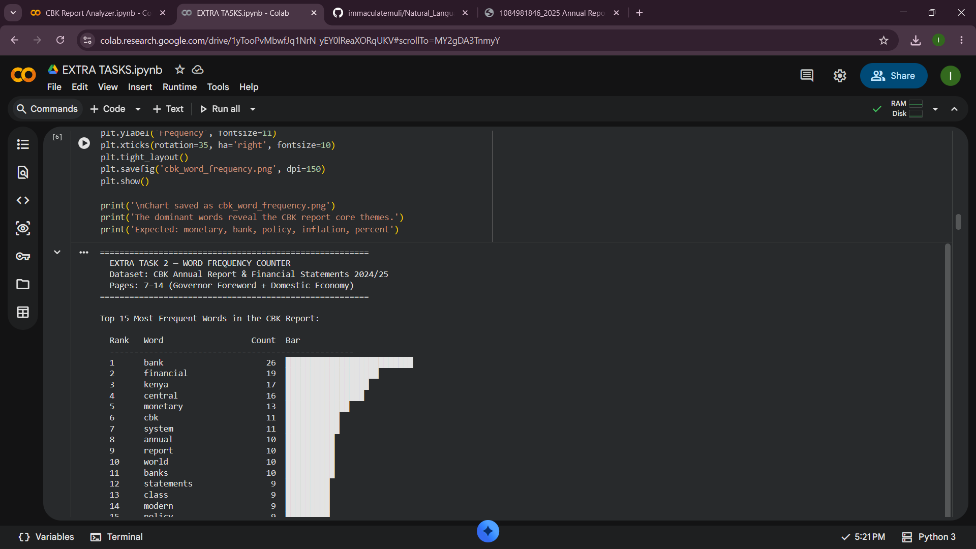 CBK Report Analyzer.ipynb - Co
EXTRA TASKS.ipynb - Colab
immaculatemuli/Natural_Langu
1084981846_2025 Annual Repo
colab.research.google.com/drive/1yTooPvMbwfJq1NrN_yEY0IReaXORqUKV#scrollTo=MY2gDA3TnmyY
EXTRA TASKS.ipynb
File Edit View Insert Runtime Tools Help
Share
I
Commands + Code + Text Run all
RAM
Disk
[6]
plt.ylabel('Frequency', fontsize=11)
plt.xticks(rotation=35, ha='right', fontsize=10)
plt.tight_layout()
plt.savefig('cbk_word_frequency.png', dpi=150)
plt.show()
print('\nChart saved as cbk_word_frequency.png')
print('The dominant words reveal the CBK report core themes.')
print('Expected: monetary, bank, policy, inflation, percent')
=======================================================
EXTRA TASK 2 — WORD FREQUENCY COUNTER
Dataset: CBK Annual Report & Financial Statements 2024/25
Pages: 7-14 (Governor Foreword + Domestic Economy)
=======================================================
Top 15 Most Frequent Words in the CBK Report:
Rank Word Count Bar
1 bank 26
2 financial 19
3 kenya 17
4 central 16
5 monetary 13
6 cbk 11
7 system 11
8 annual 10
9 report 10
10 world 10
11 banks 10
12 statements 9
13 class 9
14 modern 9
15 policy 9
Variables Terminal
5:21 PM Python 3